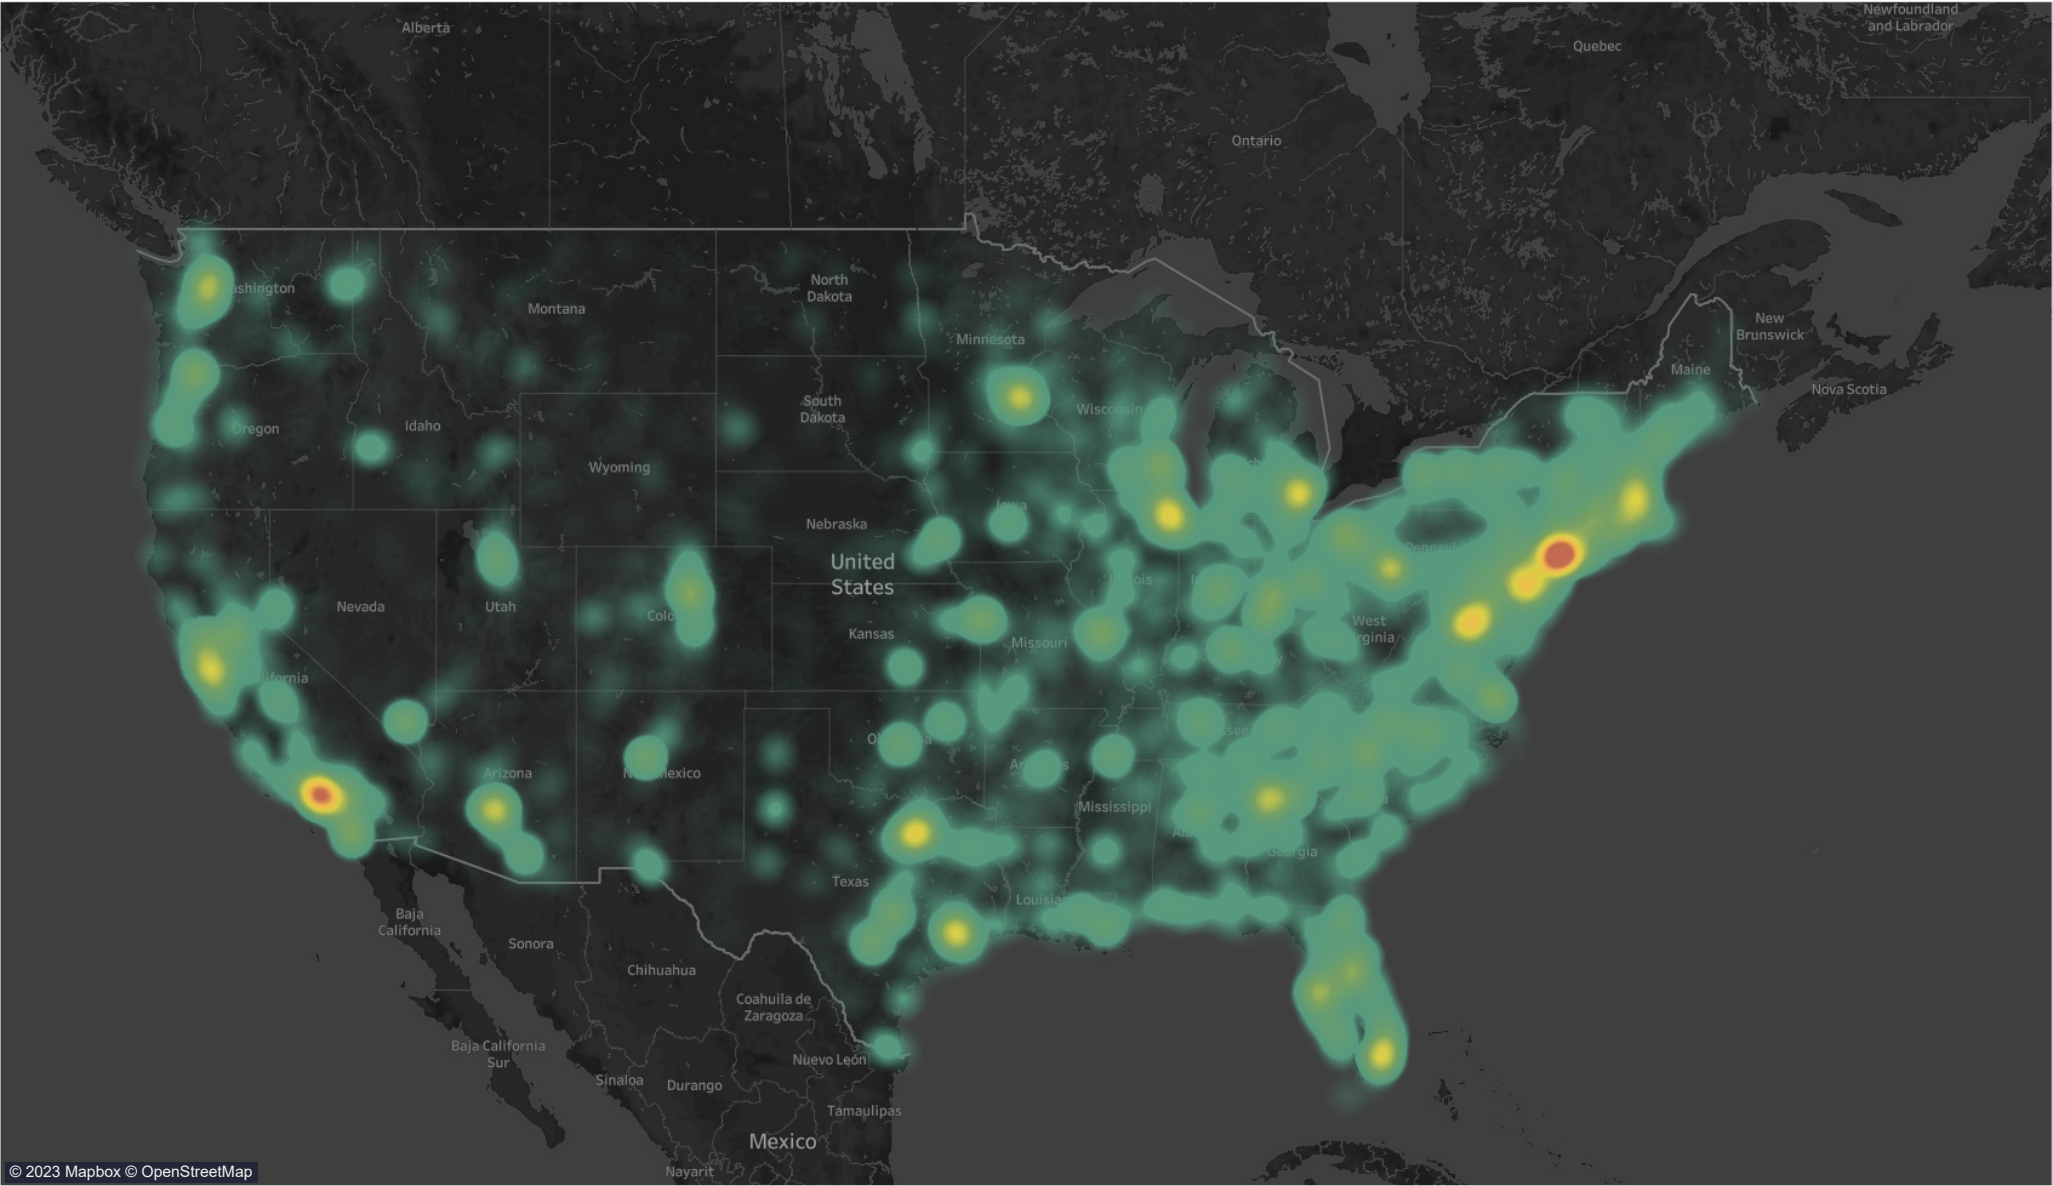 Newfoundland
and Labrador
Alberta
Quebec
Ontario
ashington
North
Dakota
Montana
New
Brunswick
Minnesota
Maine
Nova Scotia
South
Dakota
Wisconsin
Oregon
Idaho
Wyoming
Iowa
Nebraska
United
States
Nevada
Utah
Colo
Kansas
Missouri
West
ifornia
Arizona
Mexico
Mississippi
Georgia
Texas
Baja
California
Sonora
Chihuahua
Coahuila de
Zaragoza
Baja California
Sur
Nuevo León
Sinaloa
Durango
Tamaulipas
Mexico
Nayarit
© 2023 Mapbox © OpenStreetMap